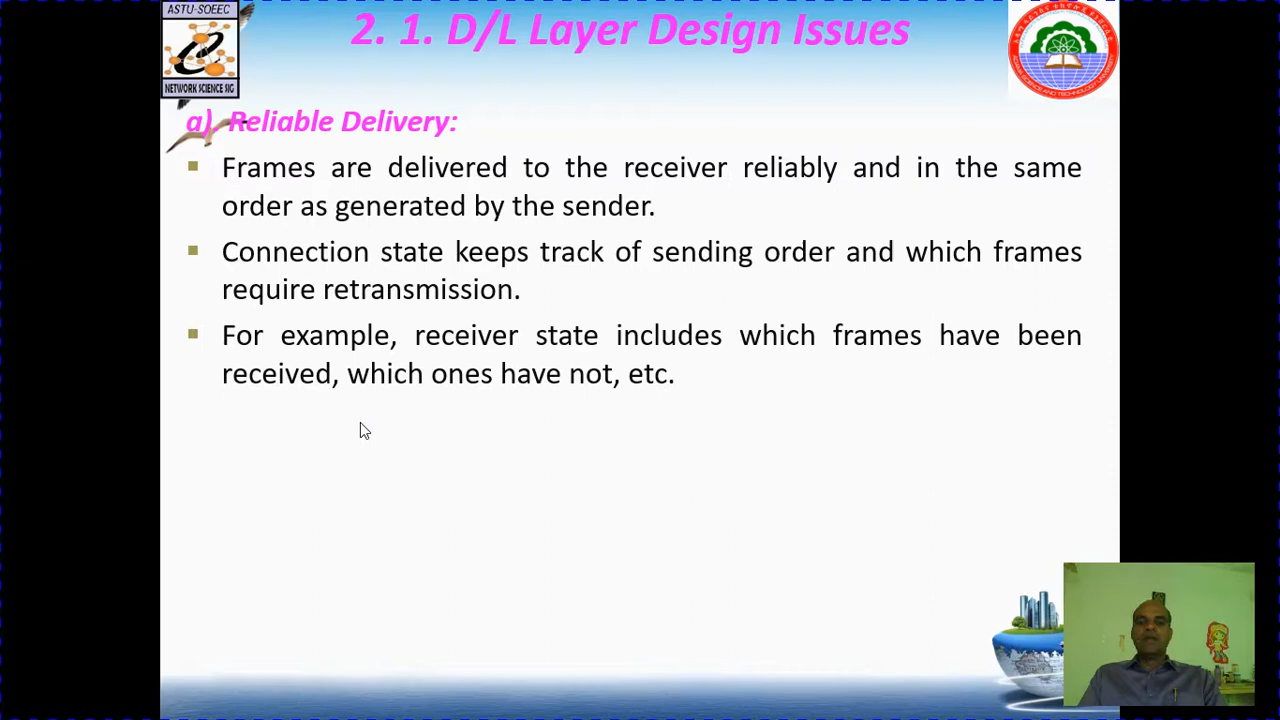 ASTU-SOEEC
NETWORK SCIENCE SIG
2. 1. D/L Layer Design Issues
a). Reliable Delivery:
Frames are delivered to the receiver reliably and in the same
order as generated by the sender.
Connection state keeps track of sending order and which frames
require retransmission.
For example, receiver state includes which frames have been
received, which ones have not, etc.